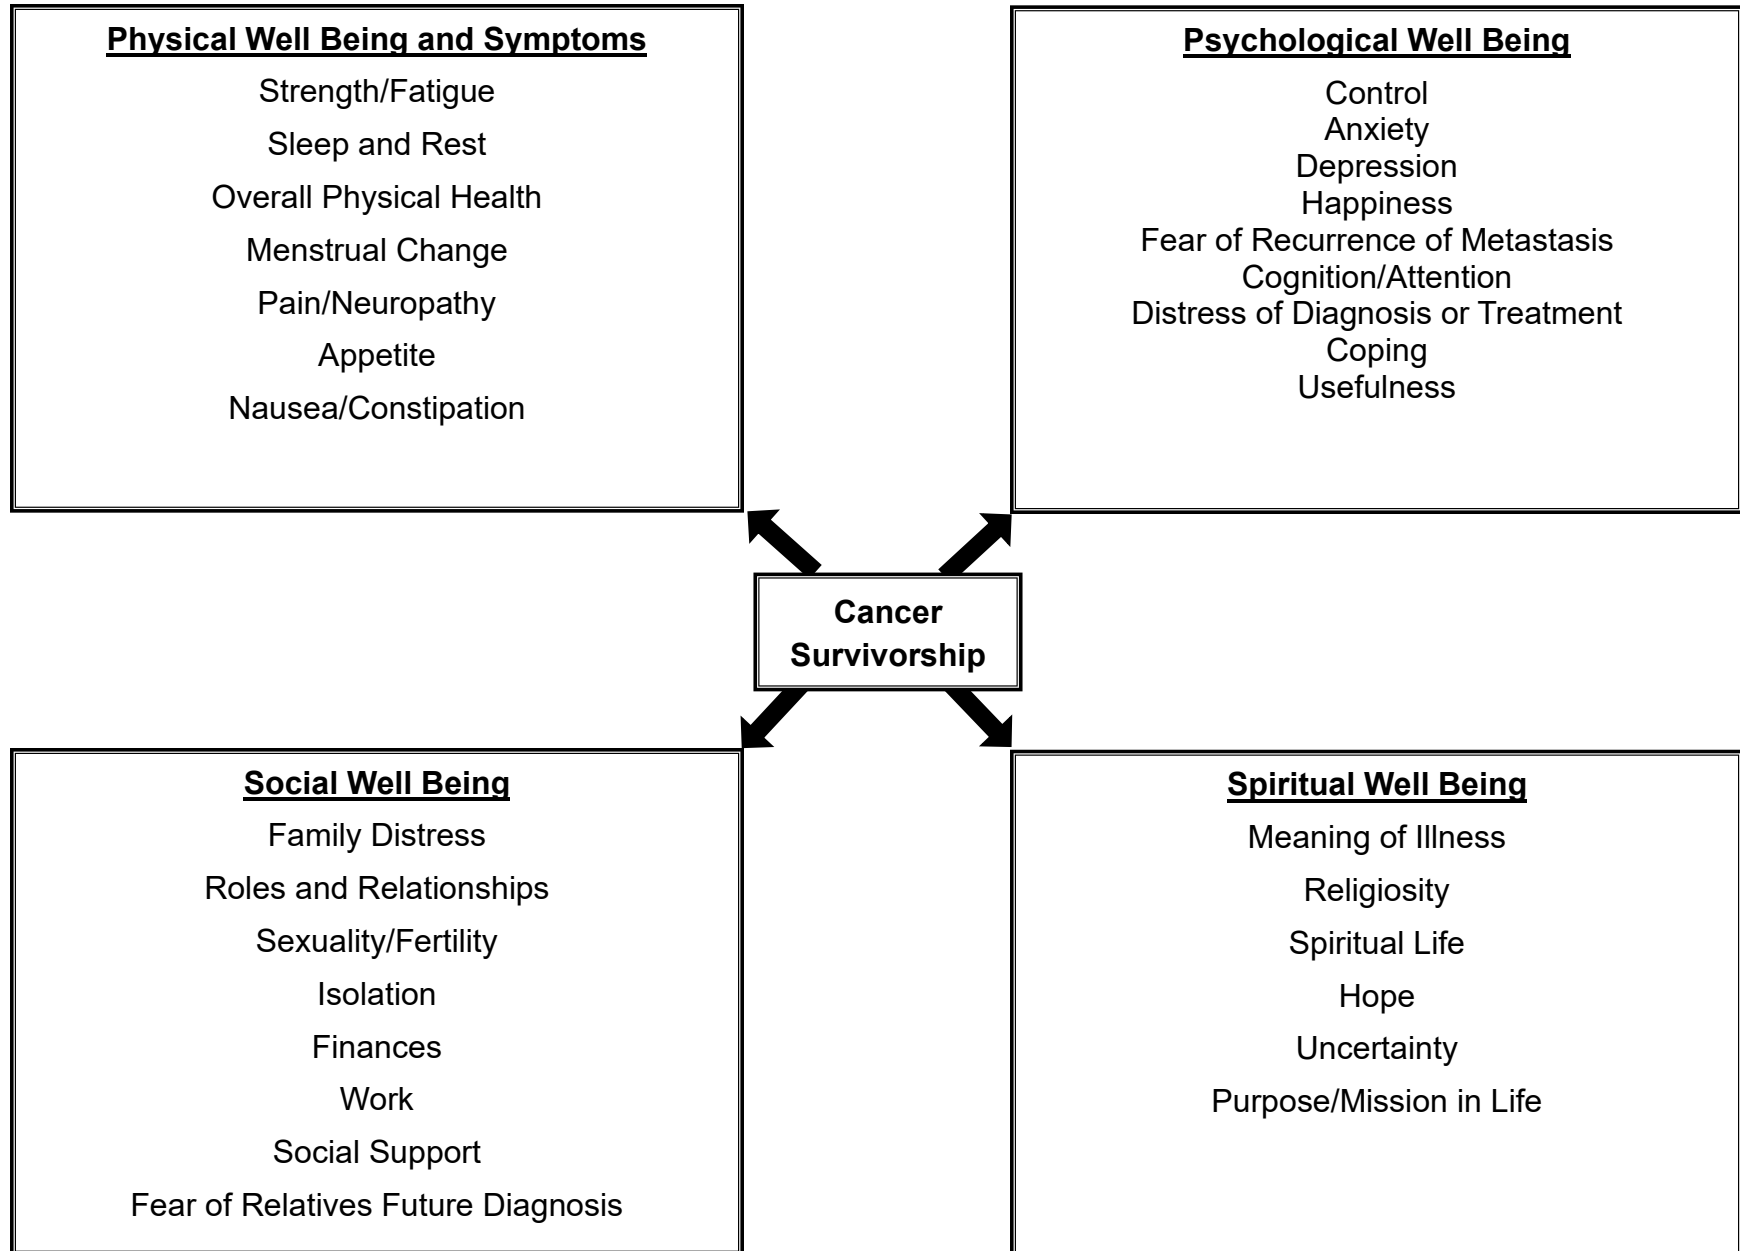 Physical Well Being and Symptoms
Strength/Fatigue
Sleep and Rest
Overall Physical Health
Menstrual Change
Pain/Neuropathy
Appetite
Nausea/Constipation
Psychological Well Being
Control
Anxiety
Depression
Happiness
Fear of Recurrence of Metastasis
Cognition/Attention
Distress of Diagnosis or Treatment
Coping
Usefulness
Cancer
Survivorship
Social Well Being
Family Distress
Roles and Relationships
Sexuality/Fertility
Isolation
Finances
Work
Social Support
Fear of Relatives Future Diagnosis
Spiritual Well Being
Meaning of Illness
Religiosity
Spiritual Life
Hope
Uncertainty
Purpose/Mission in Life